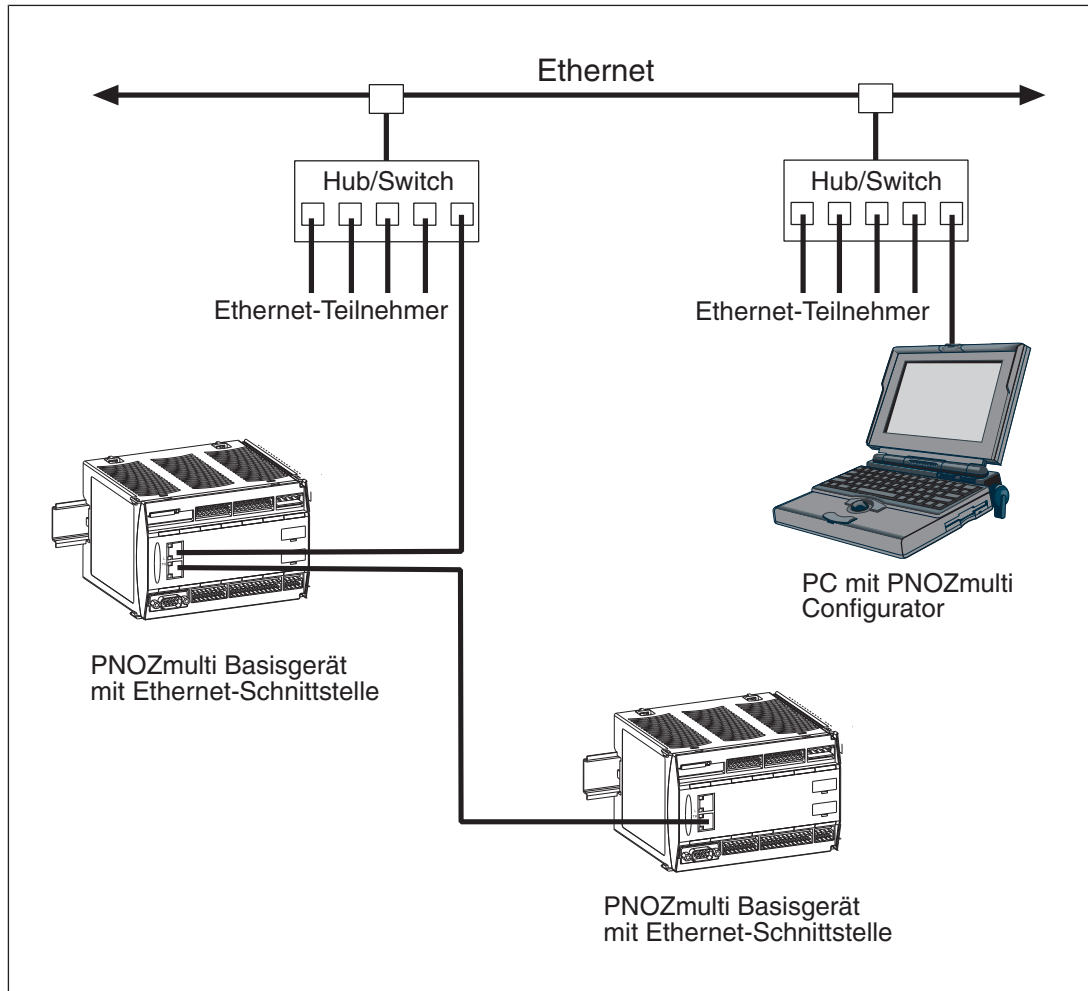 Ethernet
Hub/Switch
Hub/Switch
Ethernet-Teilnehmer
Ethernet-Teilnehmer
PC mit PNOZmulti
Configurator
PNOZmulti Basisgerät
mit Ethernet-Schnittstelle
PNOZmulti Basisgerät
mit Ethernet-Schnittstelle